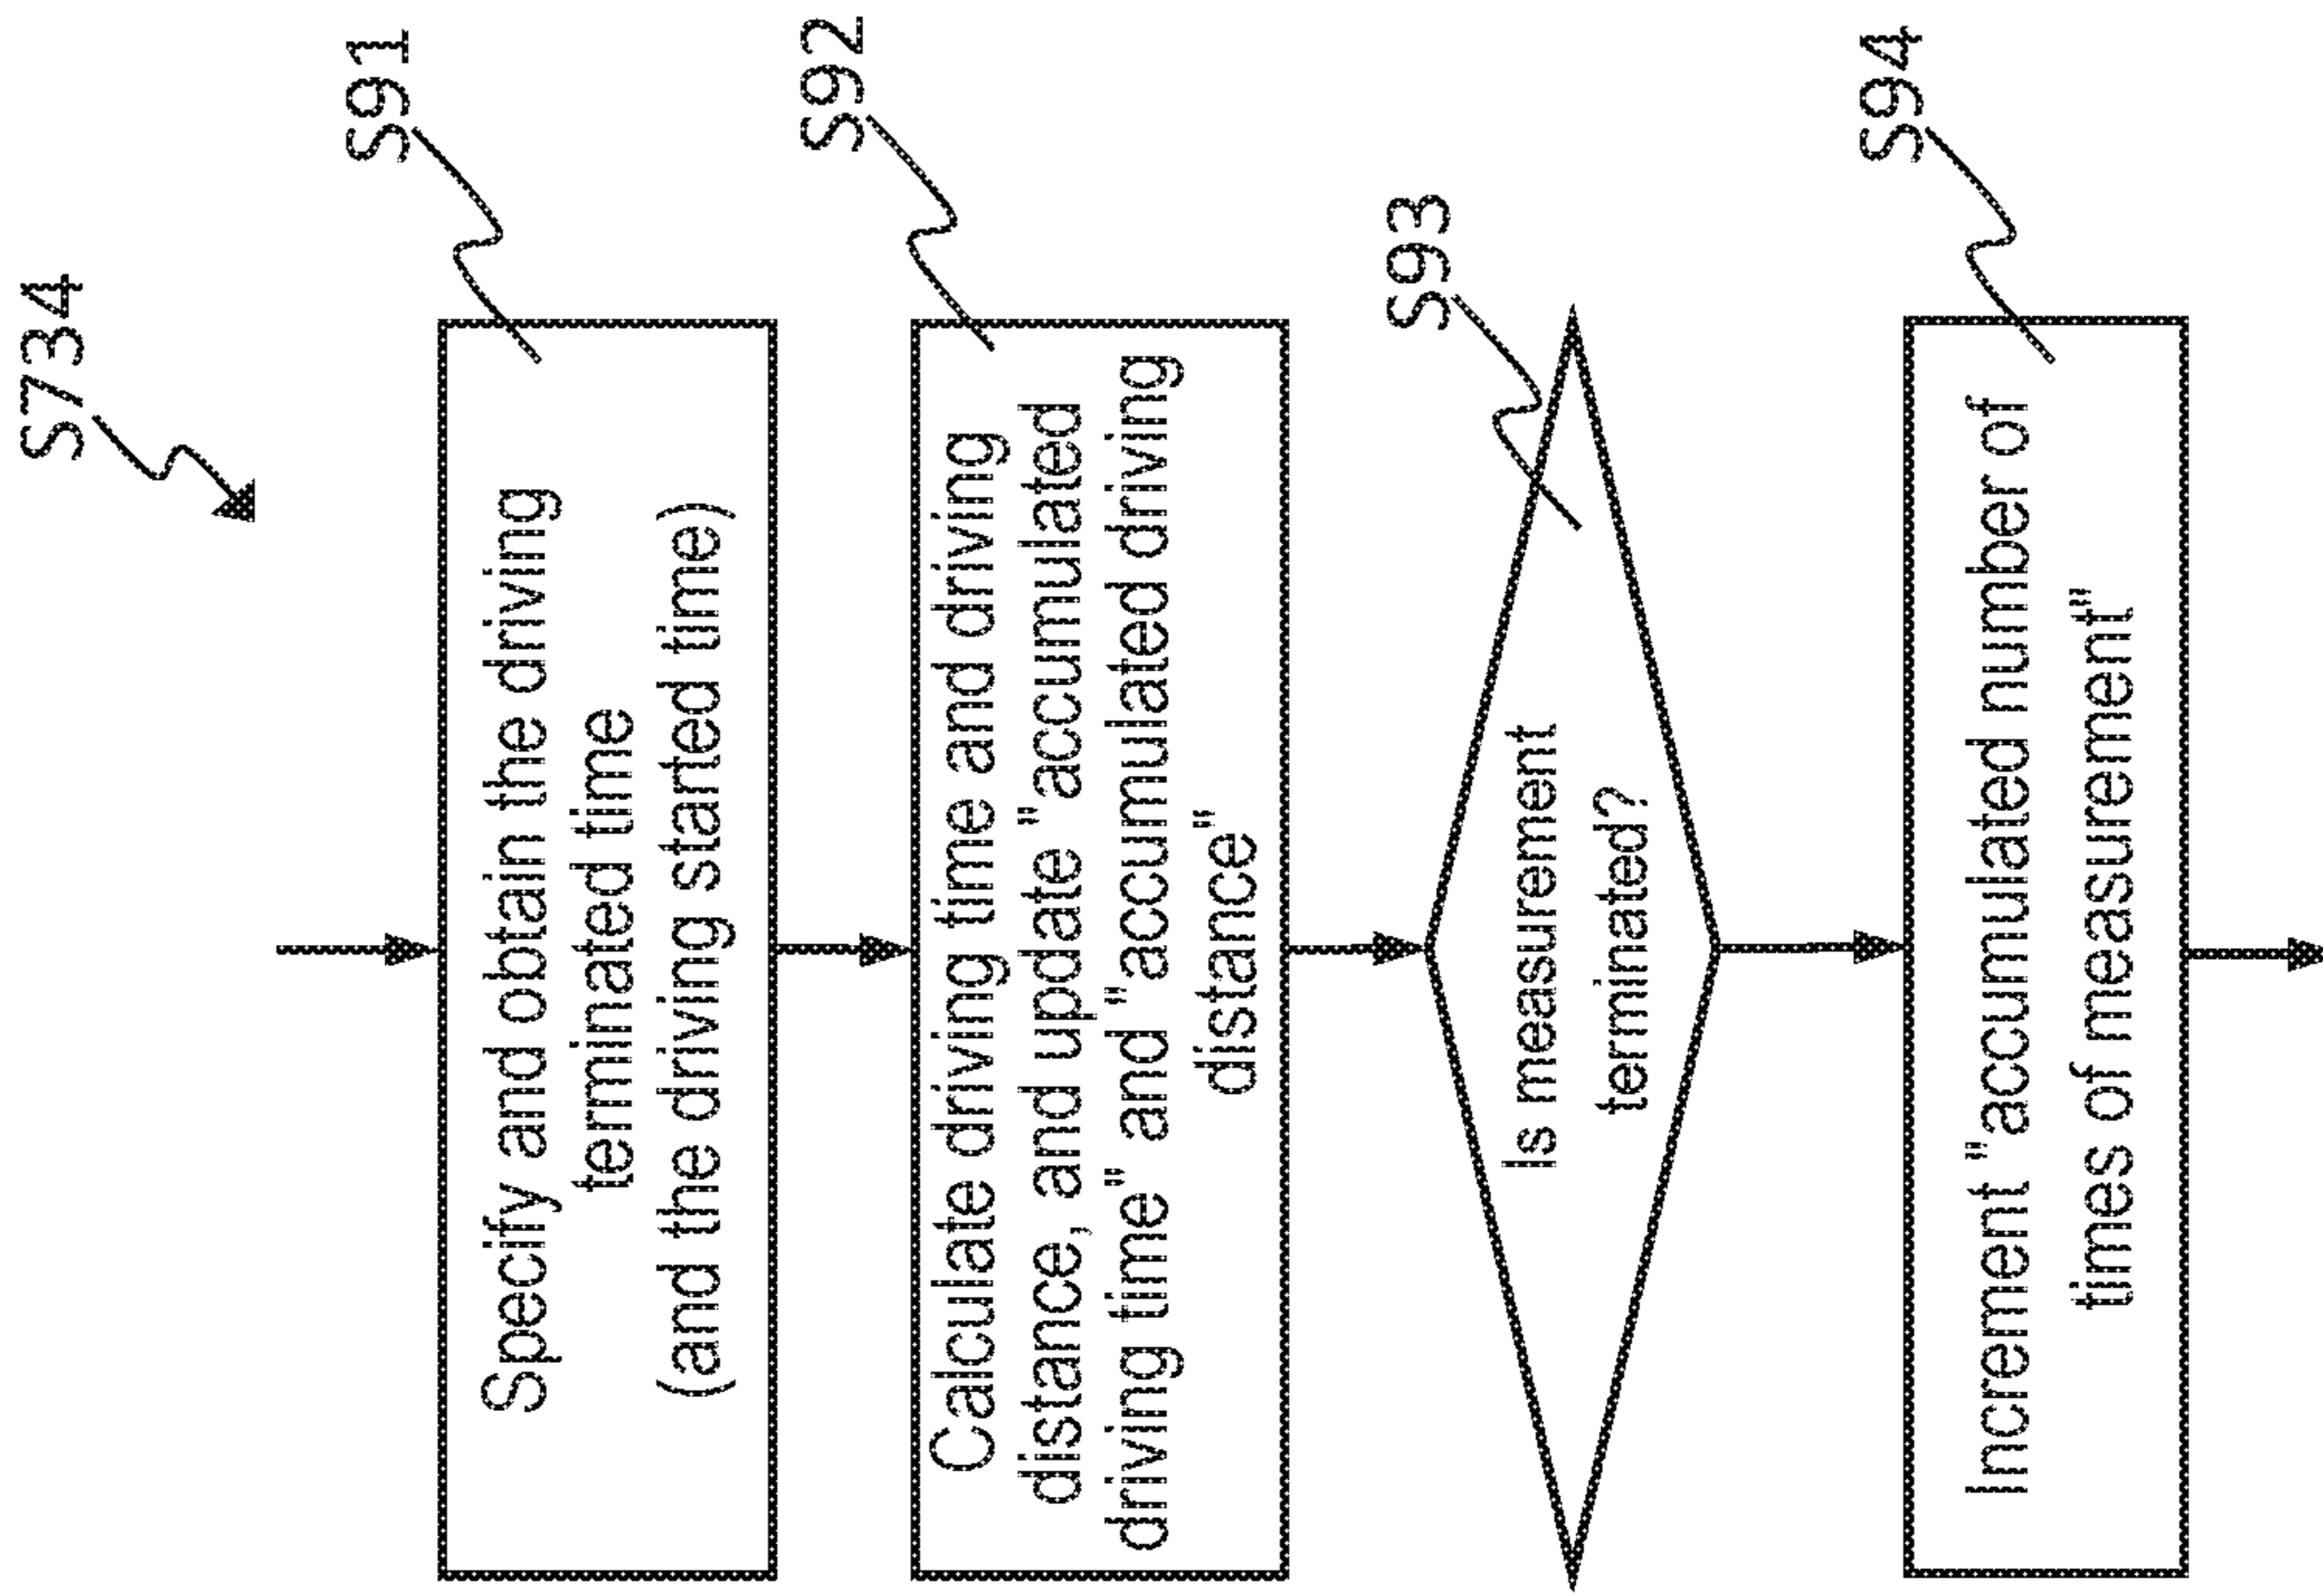 S734
S91
Specify and obtain the driving
terminated time
(and the driving started time)
S92
Calculate driving time and driving
distance, and update "accumulated
driving time" and "accumulated driving
distance"
S93
Is measurement
terminated?
S94
Increment "accumulated number of
times of measurement"